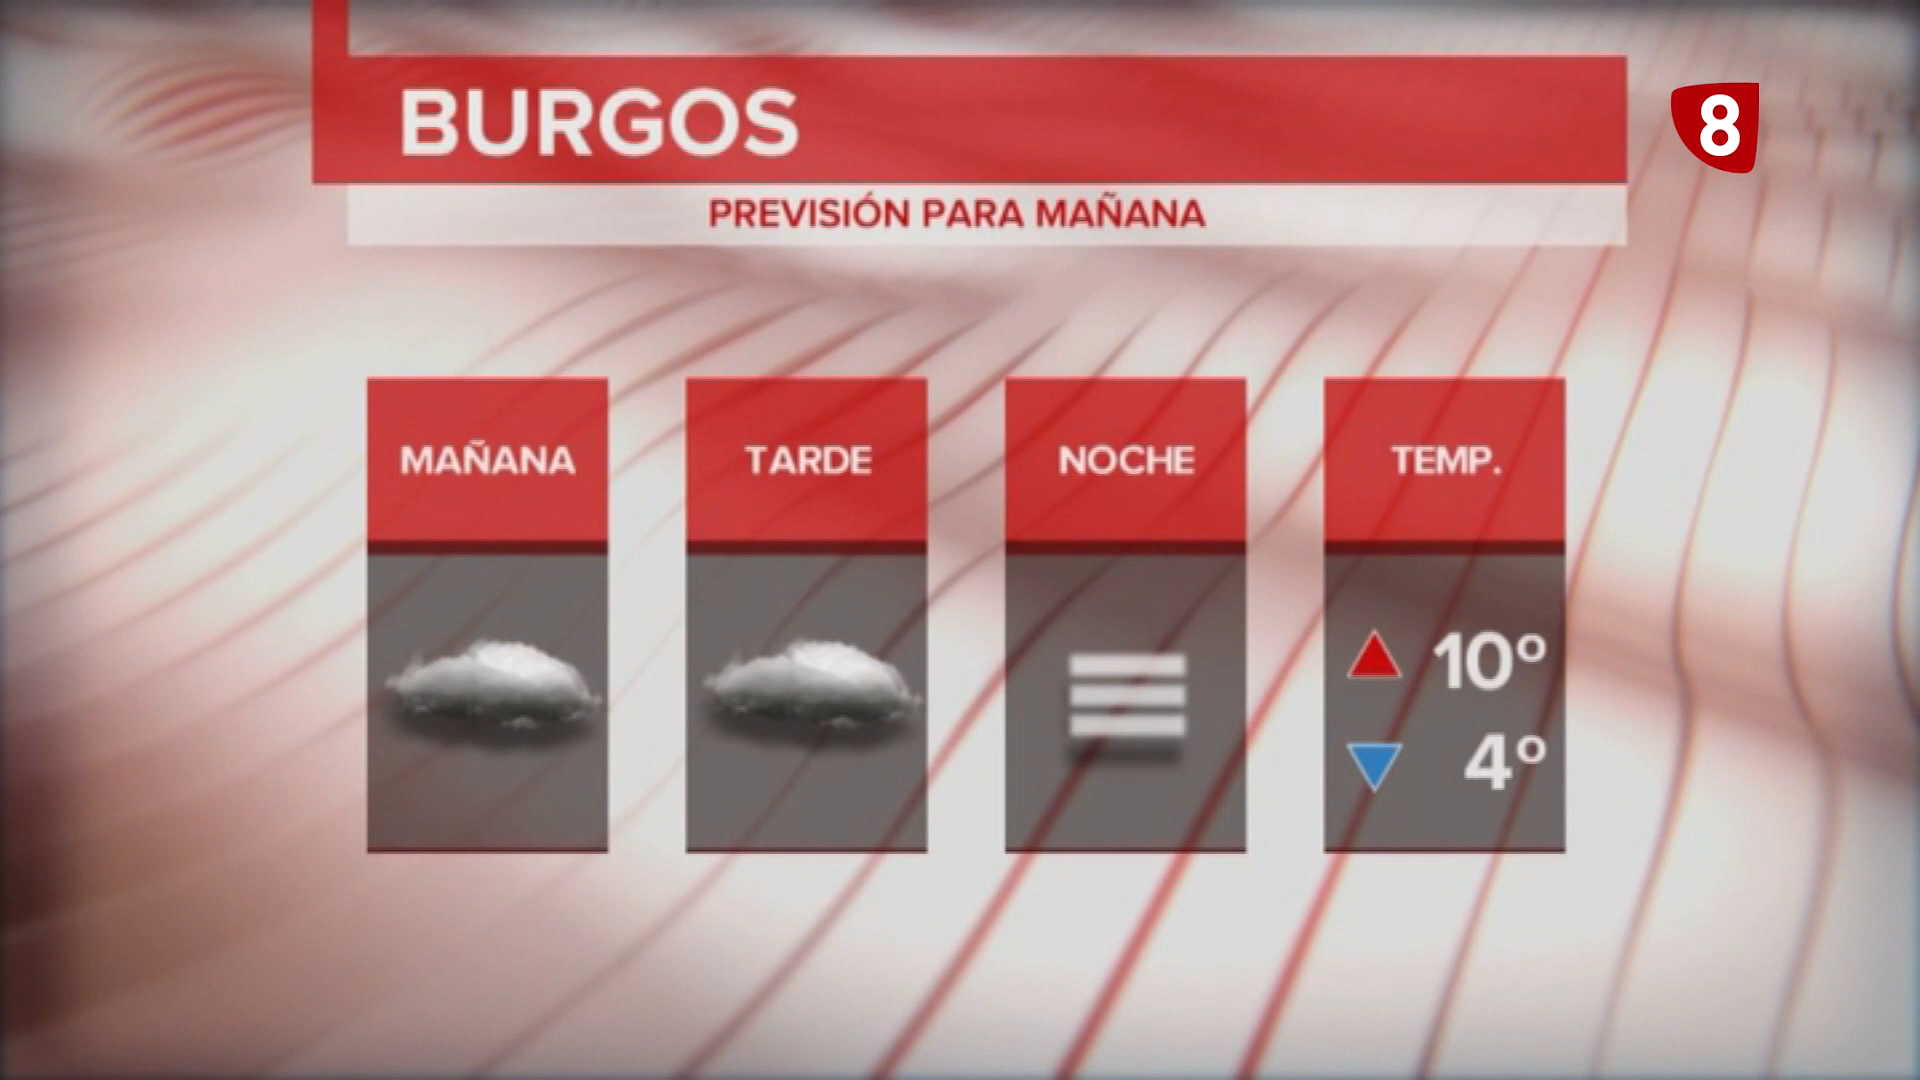 BURGOS
8
PREVISIÓN PARA MAÑANA
MAÑANA
TARDE
NOCHE
TEMP.
10º
4º